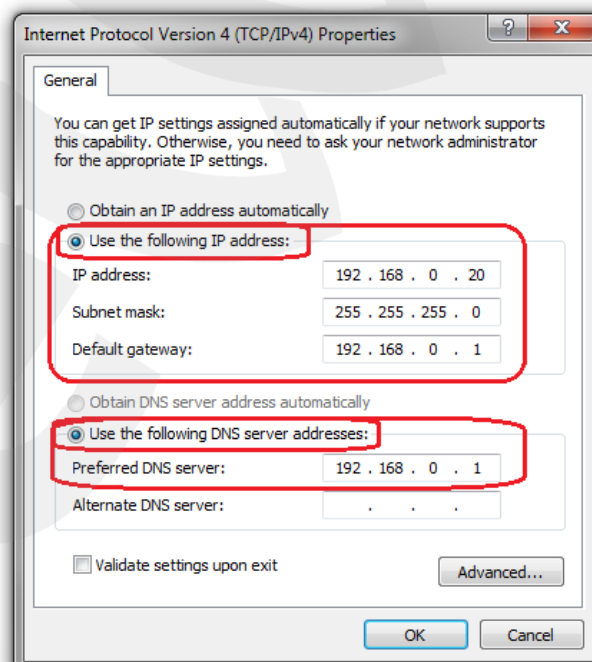 Internet Protocol Version 4 (TCP/IPv4) Properties
General
You can get IP settings assigned automatically if your network supports
this capability. Otherwise, you need to ask your network administrator
for the appropriate IP settings.
Obtain an IP address automatically
Use the following IP address:
IP address: 192 . 168 . 0 . 20
Subnet mask: 255 . 255 . 255 . 0
Default gateway: 192 . 168 . 0 . 1
Obtain DNS server address automatically
Use the following DNS server addresses:
Preferred DNS server: 192 . 168 . 0 . 1
Alternate DNS server: . . .
Validate settings upon exit
Advanced...
OK Cancel